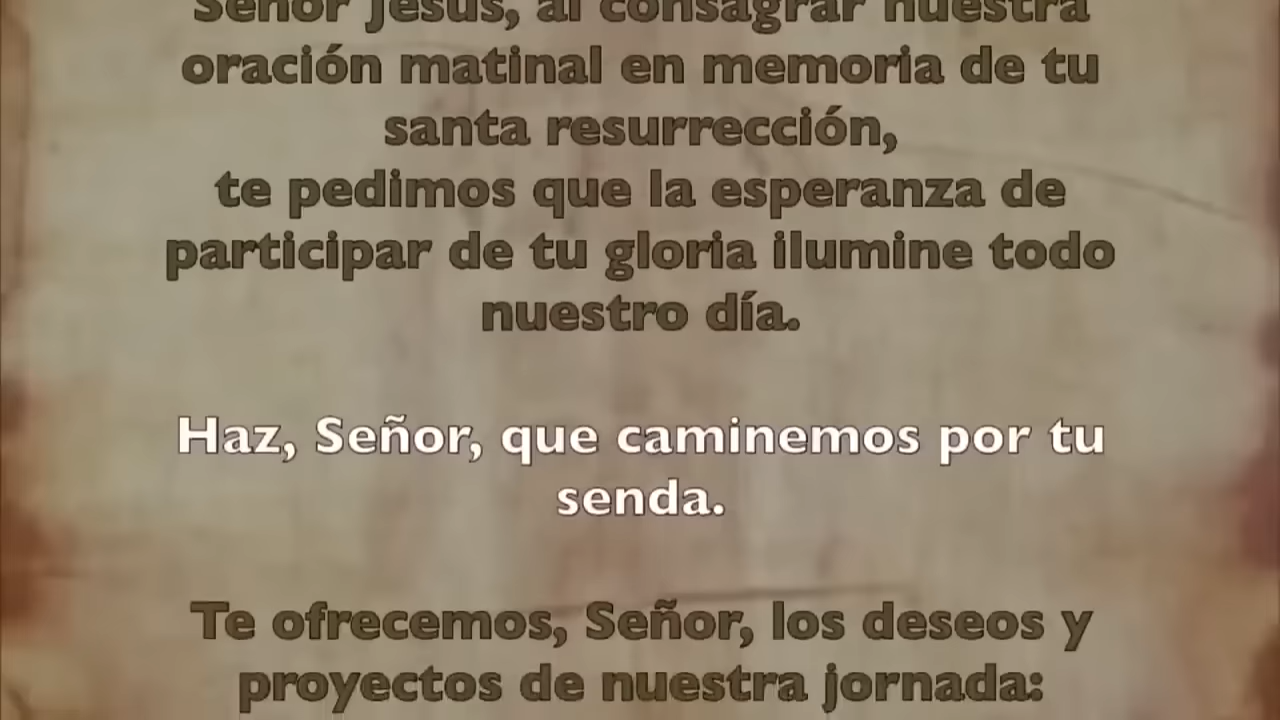 Señor Jesús, al consagrar nuestra
oración matinal en memoria de tu
santa resurrección,
te pedimos que la esperanza de
participar de tu gloria ilumine todo
nuestro día.
Haz, Señor, que caminemos por tu
senda.
Te ofrecemos, Señor, los deseos y
proyectos de nuestra jornada: